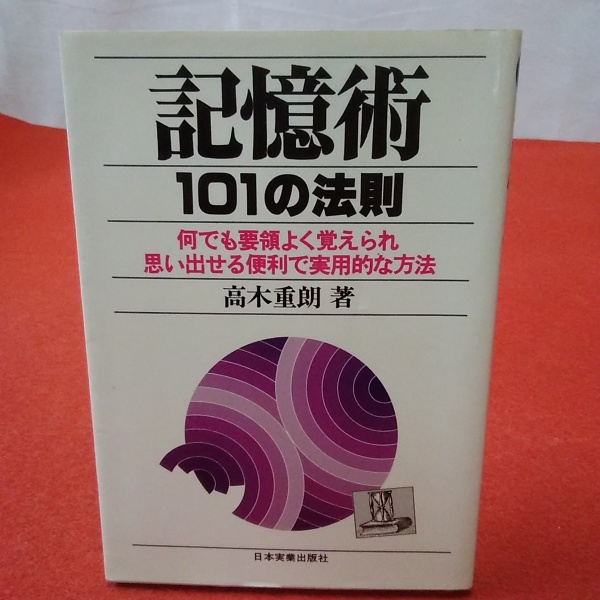 記憶術
101の法則
何でも要領よく覚えられ
思い出せる便利で実用的な方法
高木重朗 著
日本実業出版社